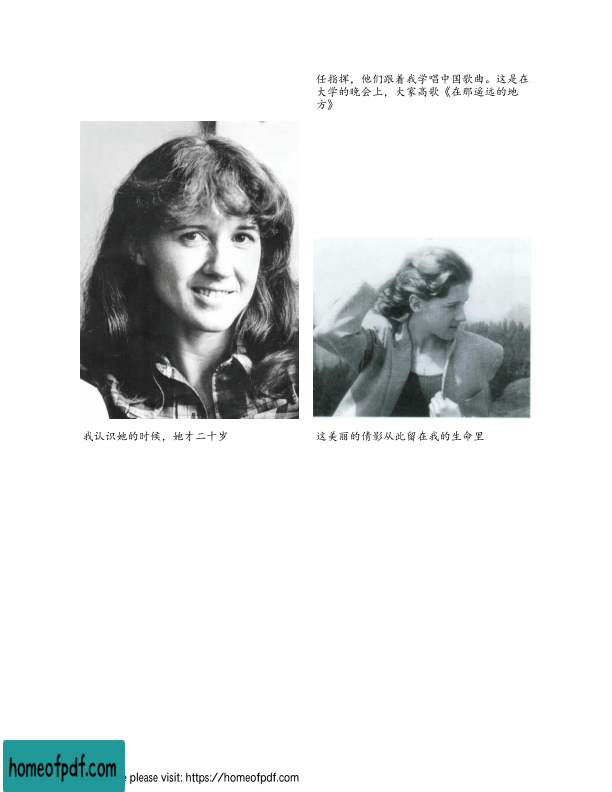 任指挥，他们跟着我学唱中国歌曲。这是在
大学的晚会上，大家高歌《在那遥远的地
方》
我认识她的时候，她才二十岁
这美丽的倩影从此留在我的生命里
homeofpdf.com
e please visit: https://homeofpdf.com